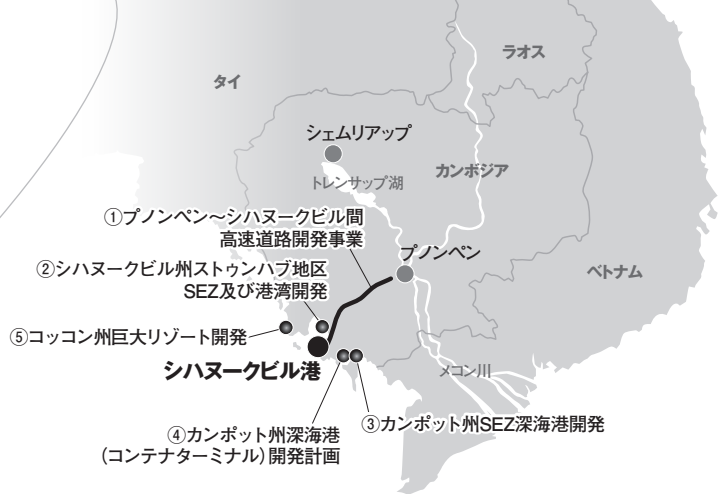 ラオス
タイ
シェムリアップ
トレンサップ湖
カンボジア
①プノンペン〜シハヌークビル間
高速道路開発事業
プノンペン
②シハヌークビル州ストゥンハブ地区
SEZ及び港湾開発
ベトナム
⑤コッコン州巨大リゾート開発
シハヌークビル港
メコン川
③カンポット州SEZ深海港開発
④カンポット州深海港
(コンテナターミナル)開発計画